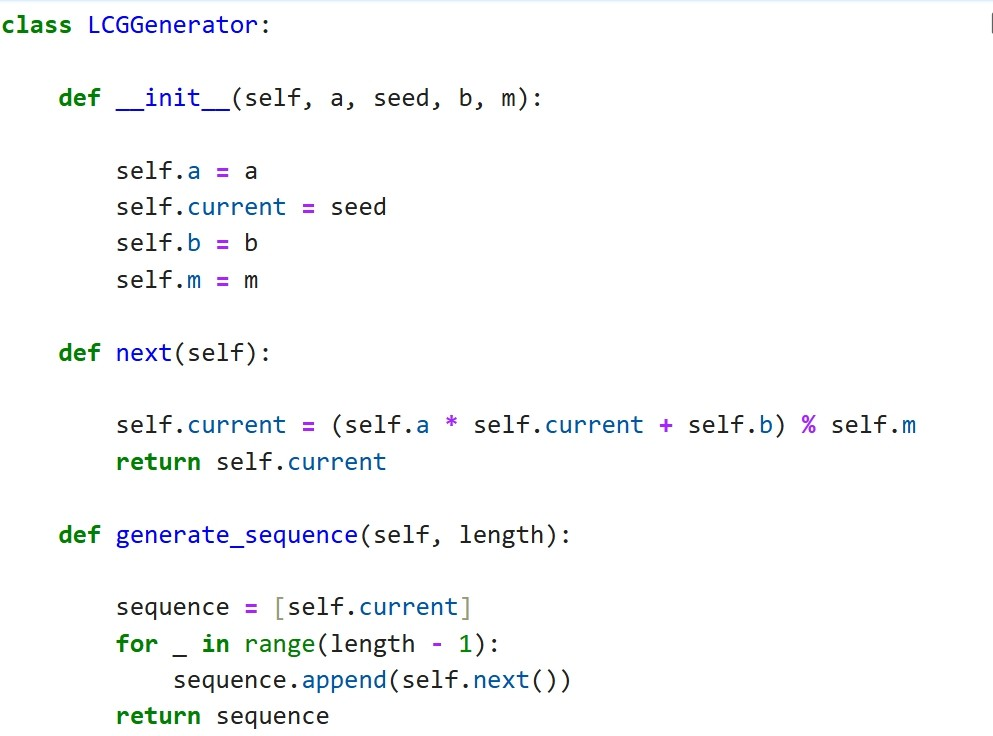 class LCGGenerator:
    def __init__(self, a, seed, b, m):
        self.a = a
        self.current = seed
        self.b = b
        self.m = m
    def next(self):
        self.current = (self.a * self.current + self.b) % self.m
        return self.current
    def generate_sequence(self, length):
        sequence = [self.current]
        for _ in range(length - 1):
            sequence.append(self.next())
        return sequence